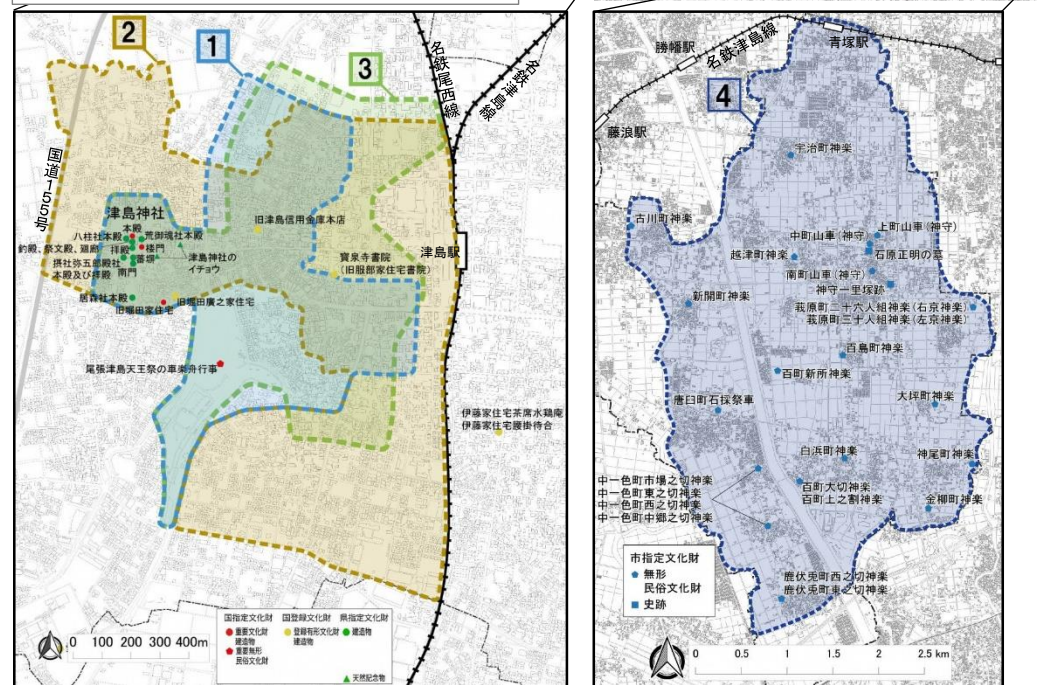 2
1
3
名鉄尾西線
名鉄津島線
国道155号
津島神社
本殿
八柱社本殿
荒御魂社本殿
釣殿、祭文殿、廻廊
拝殿
楼門
蕃塀
摂社弥五郎殿社
本殿及び拝殿
南門
津島神社の
イチョウ
居森社本殿
旧堀田廣之家住宅
旧堀田家住宅
旧津島信用金庫本店
寶泉寺書院
(旧服部家住宅書院)
津島駅
尾張津島天王祭の車楽舟行事
伊藤家住宅茶席水鶏庵
伊藤家住宅腰掛待合
0 100 200 300 400m
国指定文化財
重要文化財
建造物
重要無形
民俗文化財
国登録文化財
登録有形文化財
建造物
県指定文化財
建造物
天然記念物
勝幡駅
名鉄津島線
青塚駅
4
藤浪駅
宇治町神楽
古川町神楽
上町山車(神守)
中町山車(神守)
越津町神楽
石原正明の墓
南町山車(神守)
神守一里塚跡
新開町神楽
萩原町二十六人組神楽(右京神楽)
萩原町三十人組神楽(左京神楽)
百島町神楽
百町新所神楽
唐臼町石採祭車
大坪町神楽
白浜町神楽
神尾町神楽
中一色町市場之切神楽
中一色町東之切神楽
中一色町西之切神楽
中一色町中郷之切神楽
百町大切神楽
百町上之割神楽
金柳町神楽
市指定文化財
無形
民俗文化財
史跡
鹿伏兎町西之切神楽
鹿伏兎町東之切神楽
0 0.5 1 1.5 2 2.5 km